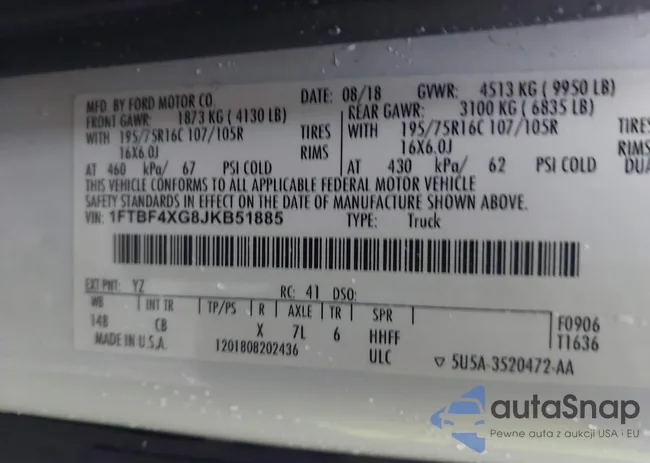 MFD. BY FORD MOTOR CO.
DATE: 08/18 GVWR: 4513 KG ( 9950 LB)
FRONT GAWR: 1873 KG ( 4130 LB) REAR GAWR: 3100 KG ( 6835 LB)
WITH 195/75R16C 107/105R TIRES WITH 195/75R16C 107/105R TIRES
16X6.0J RIMS 16X6.0J RIMS
AT 460 kPa/ 67 PSI COLD AT 430 kPa/ 62 PSI COLD DUA
THIS VEHICLE CONFORMS TO ALL APPLICABLE FEDERAL MOTOR VEHICLE
SAFETY STANDARDS IN EFFECT ON THE DATE OF MANUFACTURE SHOWN ABOVE.
VIN: 1FTBF4XG8JKB51885 TYPE: Truck
EXT PNT: YZ RC: 41 DSO:
WB INT TR TP/PS R AXLE TR SPR
148 CB X 7L 6 HHFF F0906
T1636
MADE IN U.S.A. 1201808202436 ULC ▽ 5U5A-3520472-AA
autaSnap
Pewne auta z aukcji USA i EU